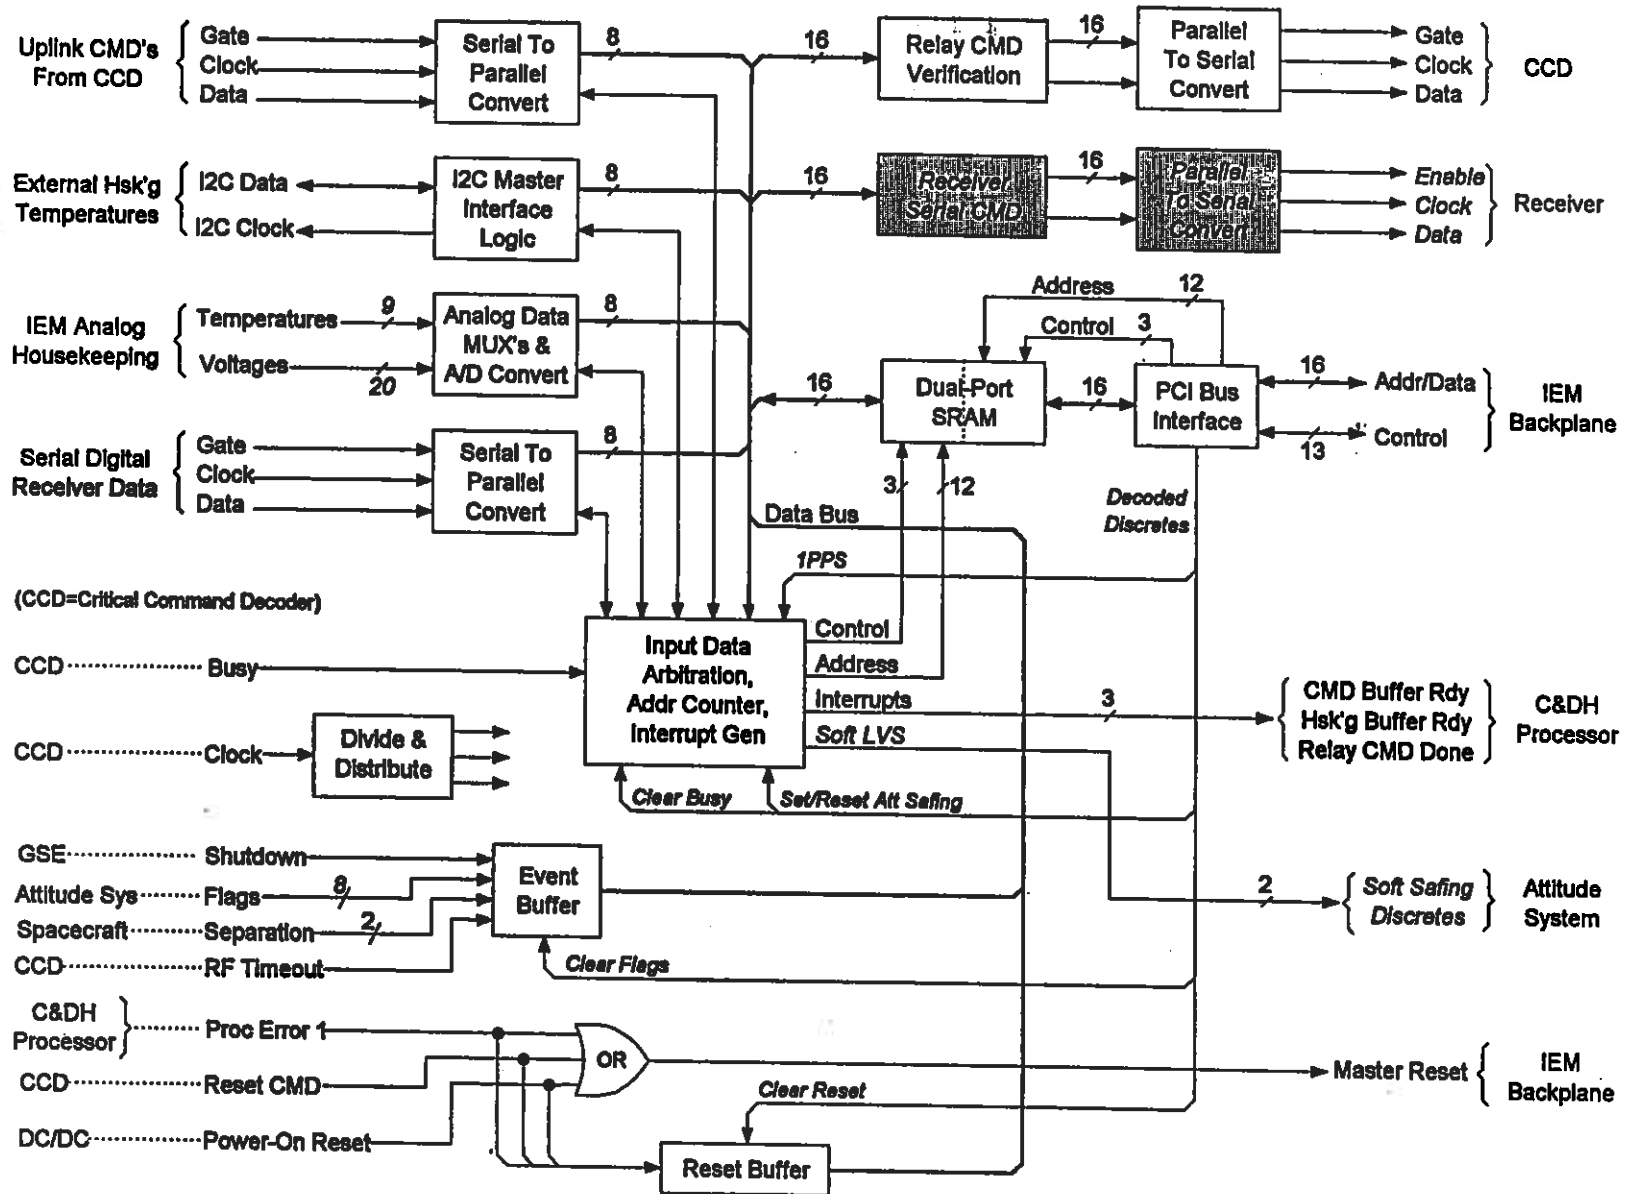 Uplink CMD's
From CCD
Gate
Clock
Data
Serial To
Parallel
Convert
8
16
Relay CMD
Verification
16
Parallel
To Serial
Convert
Gate
Clock
Data
CCD
External Hsk'g
Temperatures
I2C Data
I2C Clock
I2C Master
Interface
Logic
8
16
Receiver
Serial CMD
16
Parallel
To Serial
Convert
Enable
Clock
Data
Receiver
IEM Analog
Housekeeping
Temperatures
9
Voltages
20
Analog Data
MUX's &
A/D Convert
8
Address
12
Control
3
16
Dual-Port
SRAM
16
PCI Bus
Interface
16
Addr/Data
13
Control
IEM
Backplane
Serial Digital
Receiver Data
Gate
Clock
Data
Serial To
Parallel
Convert
8
3
12
Decoded
Discretes
Data Bus
1PPS
(CCD=Critical Command Decoder)
CCD
Busy
Input Data
Arbitration,
Addr Counter,
Interrupt Gen
Control
Address
Interrupts
3
Soft LVS
CMD Buffer Rdy
Hsk'g Buffer Rdy
Relay CMD Done
C&DH
Processor
CCD
Clock
Divide &
Distribute
Clear Busy
Set/Reset Att Safing
GSE
Shutdown
Attitude Sys
Flags
8
Spacecraft
Separation
2
CCD
RF Timeout
Event
Buffer
Clear Flags
2
Soft Safing
Discretes
Attitude
System
C&DH
Processor
Proc Error 1
CCD
Reset CMD
DC/DC
Power-On Reset
OR
Clear Reset
Reset Buffer
Master Reset
IEM
Backplane